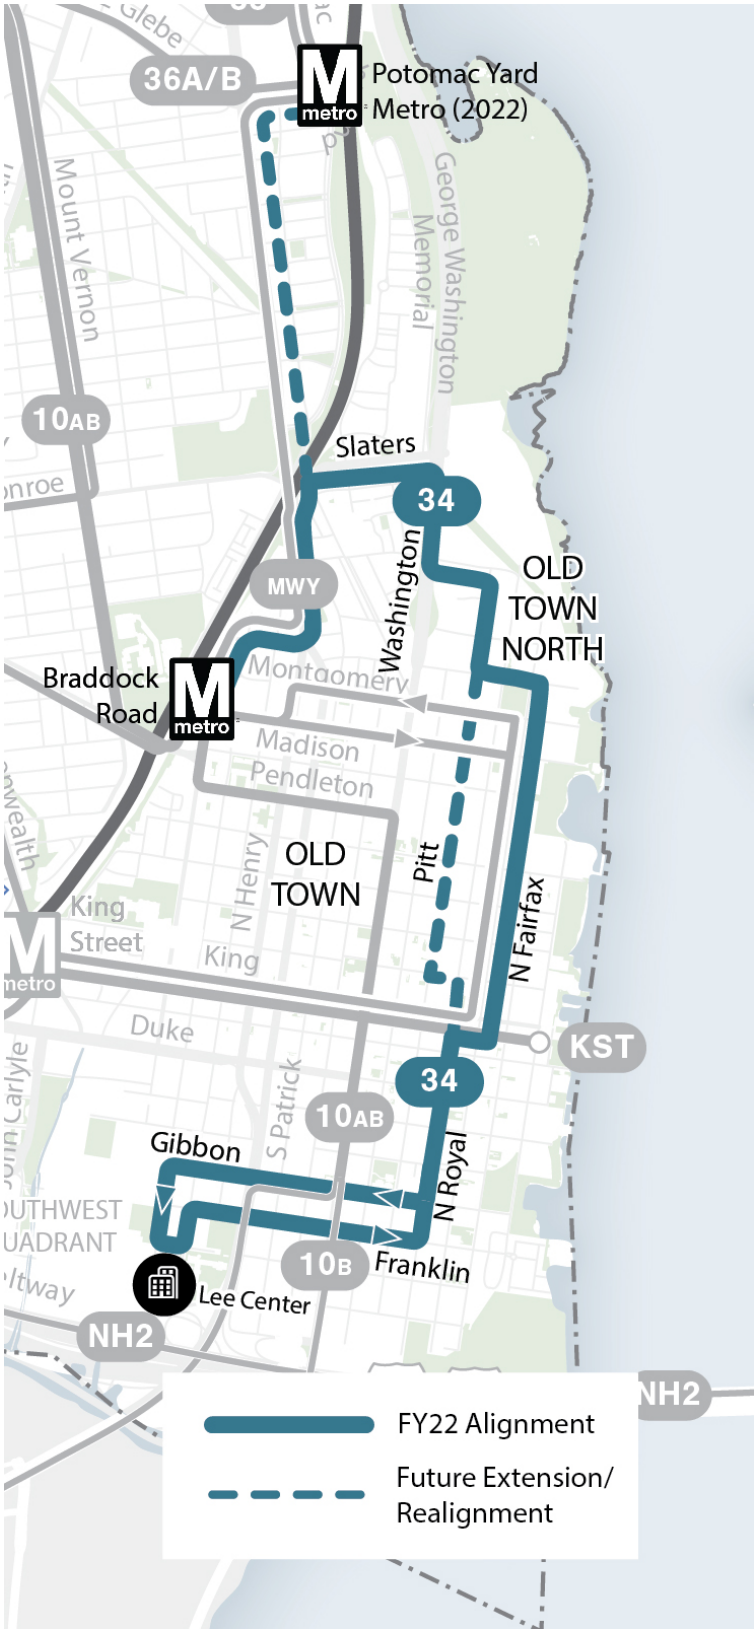 Glebe
36A/B
M
metro
Potomac Yard
Metro (2022)
Mount Vernon
George Washington
Memorial
10AB
Slaters
34
Washington
OLD
TOWN
NORTH
MWY
Braddock
Road
M
metro
Montgomery
Madison
Pendleton
N Henry
OLD
TOWN
Pitt
N Fairfax
King
Street
M
metro
King
Duke
KST
34
S Patrick
10AB
Gibbon
N Royal
10B
Franklin
Lee Center
NH2
NH2
FY22 Alignment
Future Extension/
Realignment